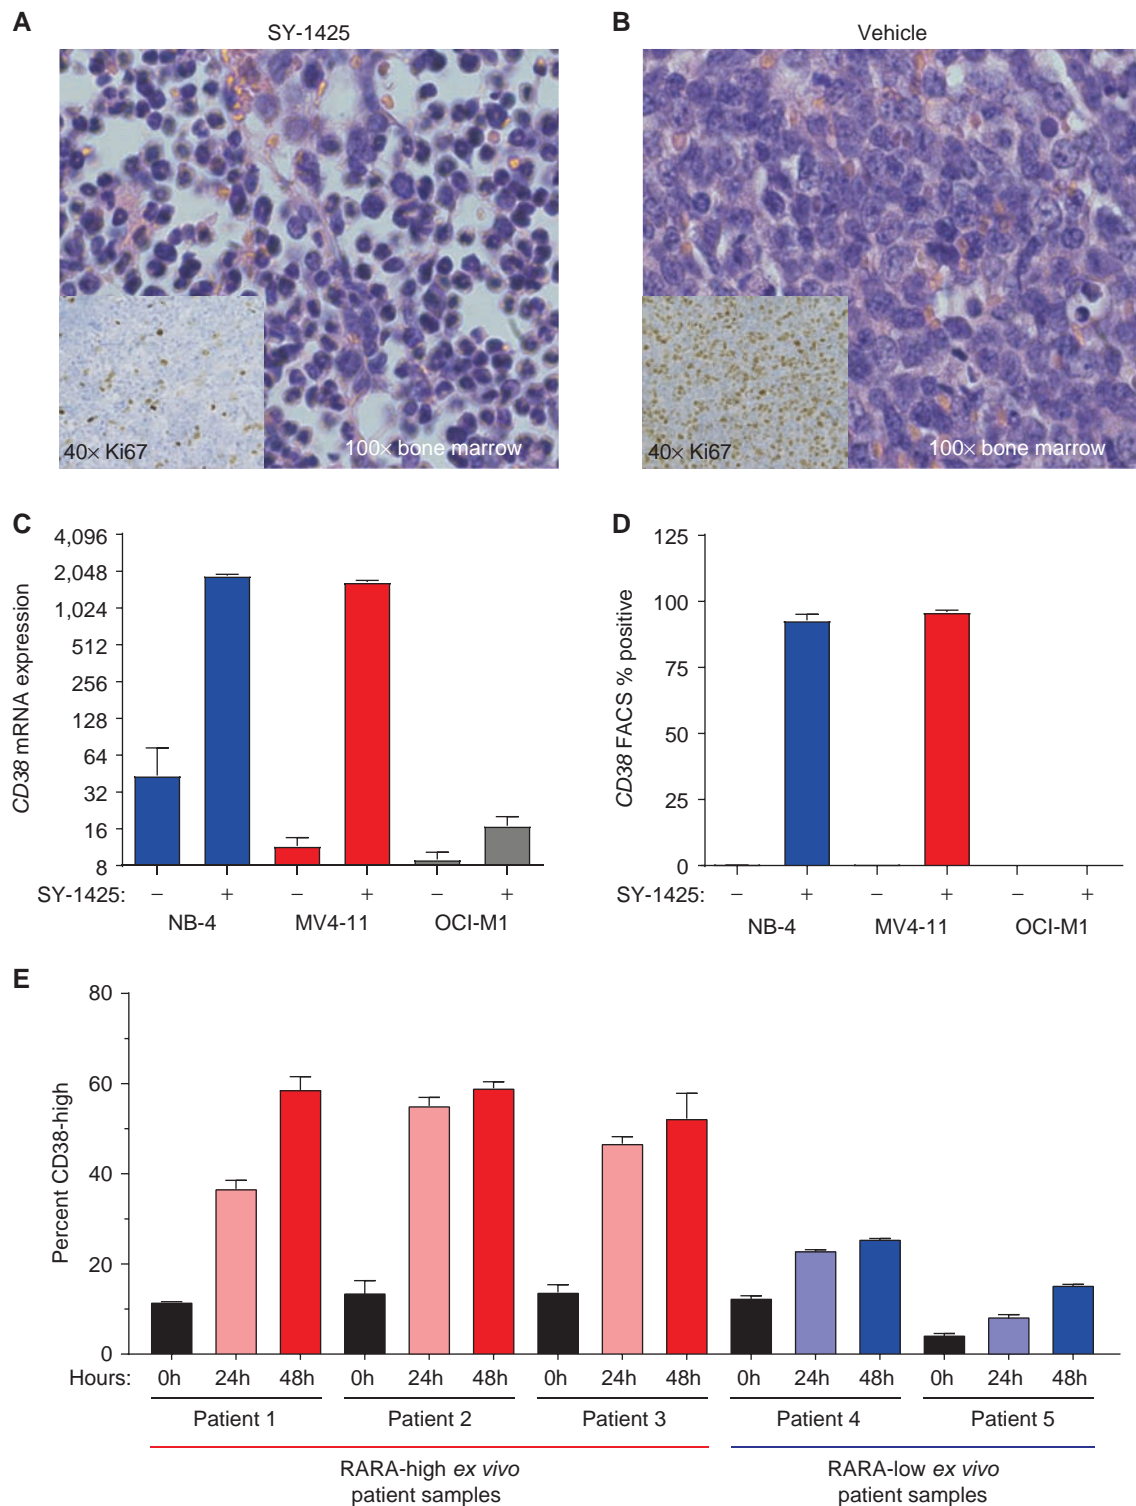 A
SY-1425
40× Ki67
100× bone marrow
B
Vehicle
40× Ki67
100× bone marrow
C
CD38 mRNA expression
4,096
2,048
1,024
512
256
128
64
32
16
8
SY-1425: − + − + − +
NB-4 MV4-11 OCI-M1
D
CD38 FACS % positive
125
100
75
50
25
0
SY-1425: − + − + − +
NB-4 MV4-11 OCI-M1
E
Percent CD38-high
80
60
40
20
0
Hours: 0h 24h 48h 0h 24h 48h 0h 24h 48h 0h 24h 48h 0h 24h 48h
Patient 1 Patient 2 Patient 3 Patient 4 Patient 5
RARA-high ex vivo
patient samples
RARA-low ex vivo
patient samples